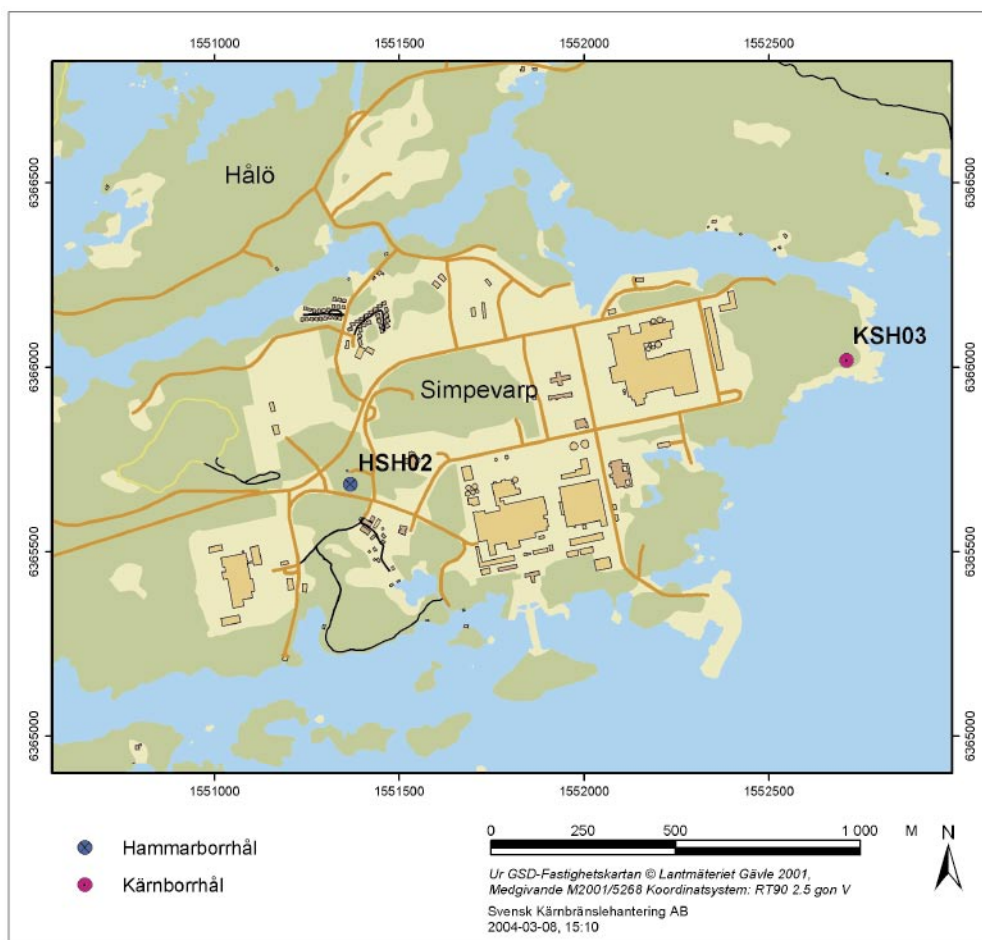 1551000 1551500 1552000 1552500
6366500 6366500
Hålö
KSH03
6366000 6366000
Simpevarp
HSH02
6365500 6365500
6365000 6365000
1551000 1551500 1552000 1552500
Hammarborrhål
Kärnborrhål
0 250 500 1 000 M N
Ur GSD-Fastighetskartan © Lantmäteriet Gävle 2001,
Medgivande M2001/5268 Koordinatsystem: RT90 2.5 gon V
Svensk Kärnbränslehantering AB
2004-03-08, 15:10